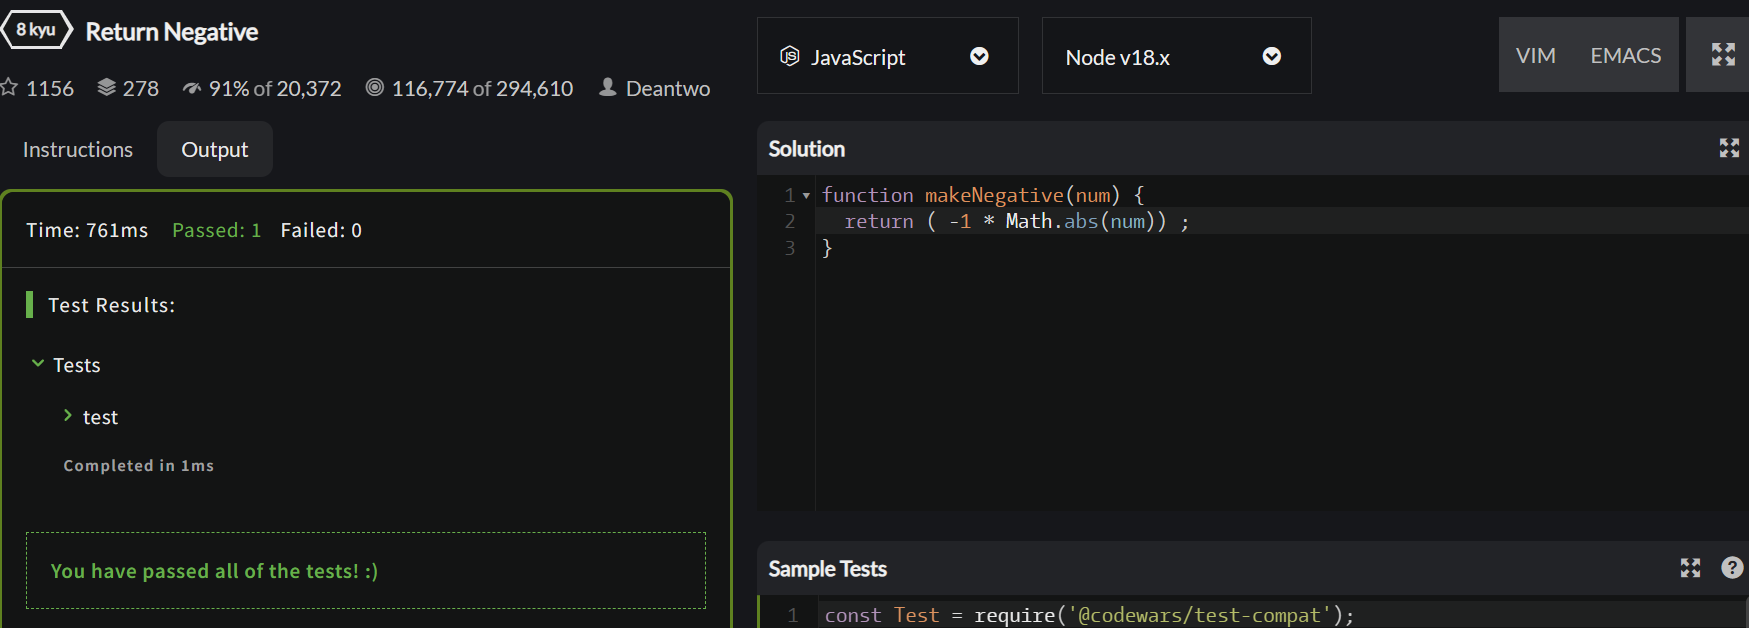 8 kyu Return Negative
1156 278 91% of 20,372 116,774 of 294,610 Deantwo
Instructions Output
Time: 761ms Passed: 1 Failed: 0
Test Results:
Tests
test
Completed in 1ms
You have passed all of the tests! :)
JavaScript Node v18.x VIM EMACS
Solution
1 function makeNegative(num) {
2 return ( -1 * Math.abs(num)) ;
3 }
Sample Tests ?
1 const Test = require('@codewars/test-compat');